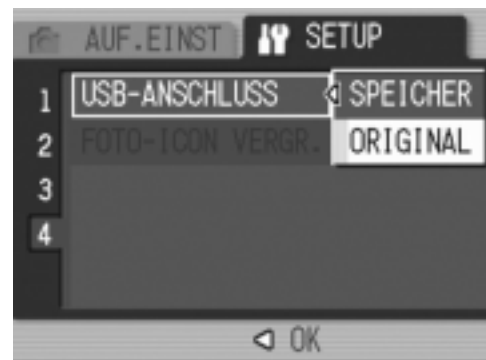 AUF.EINST SETUP
1 USB-ANSCHLUSS SPEICHER
2 FOTO-ICON VERGR. ORIGINAL
3
4
OK